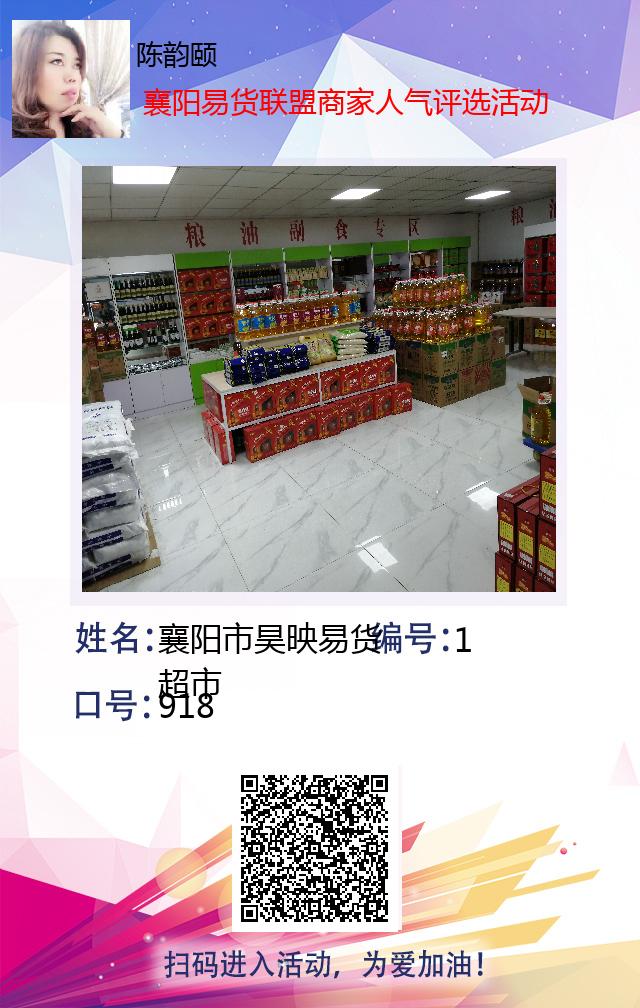 陈韵颐
襄阳易货联盟商家人气评选活动
粮油副食专区
粮油
姓名:襄阳市昊映易货超市
编号:1
口号:918
扫码进入活动，为爱加油!